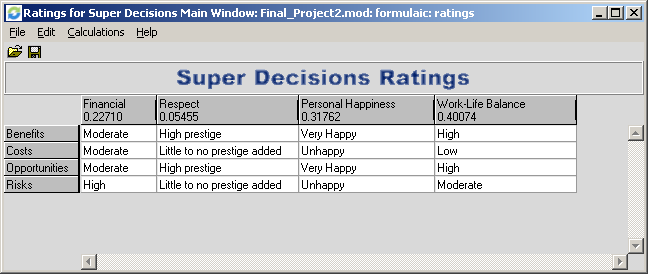 Ratings for Super Decisions Main Window: Final_Project2.mod: formulaic: ratings
File Edit Calculations Help
Super Decisions Ratings
Financial Respect Personal Happiness Work-Life Balance
0.22710 0.05455 0.31762 0.40074
Benefits Moderate High prestige Very Happy High
Costs Moderate Little to no prestige added Unhappy Low
Opportunities Moderate High prestige Very Happy High
Risks High Little to no prestige added Unhappy Moderate